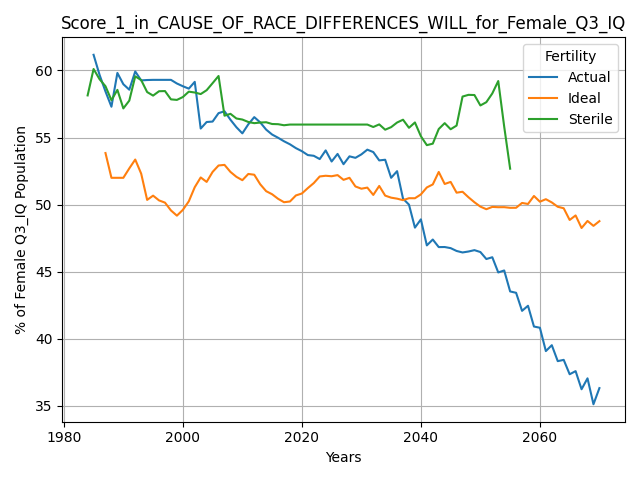 Score_1_in_CAUSE_OF_RACE_DIFFERENCES_WILL_for_Female_Q3_IQ
Fertility
Actual
Ideal
Sterile
% of Female Q3_IQ Population
60
55
50
45
40
35
1980
2000
2020
2040
2060
Years